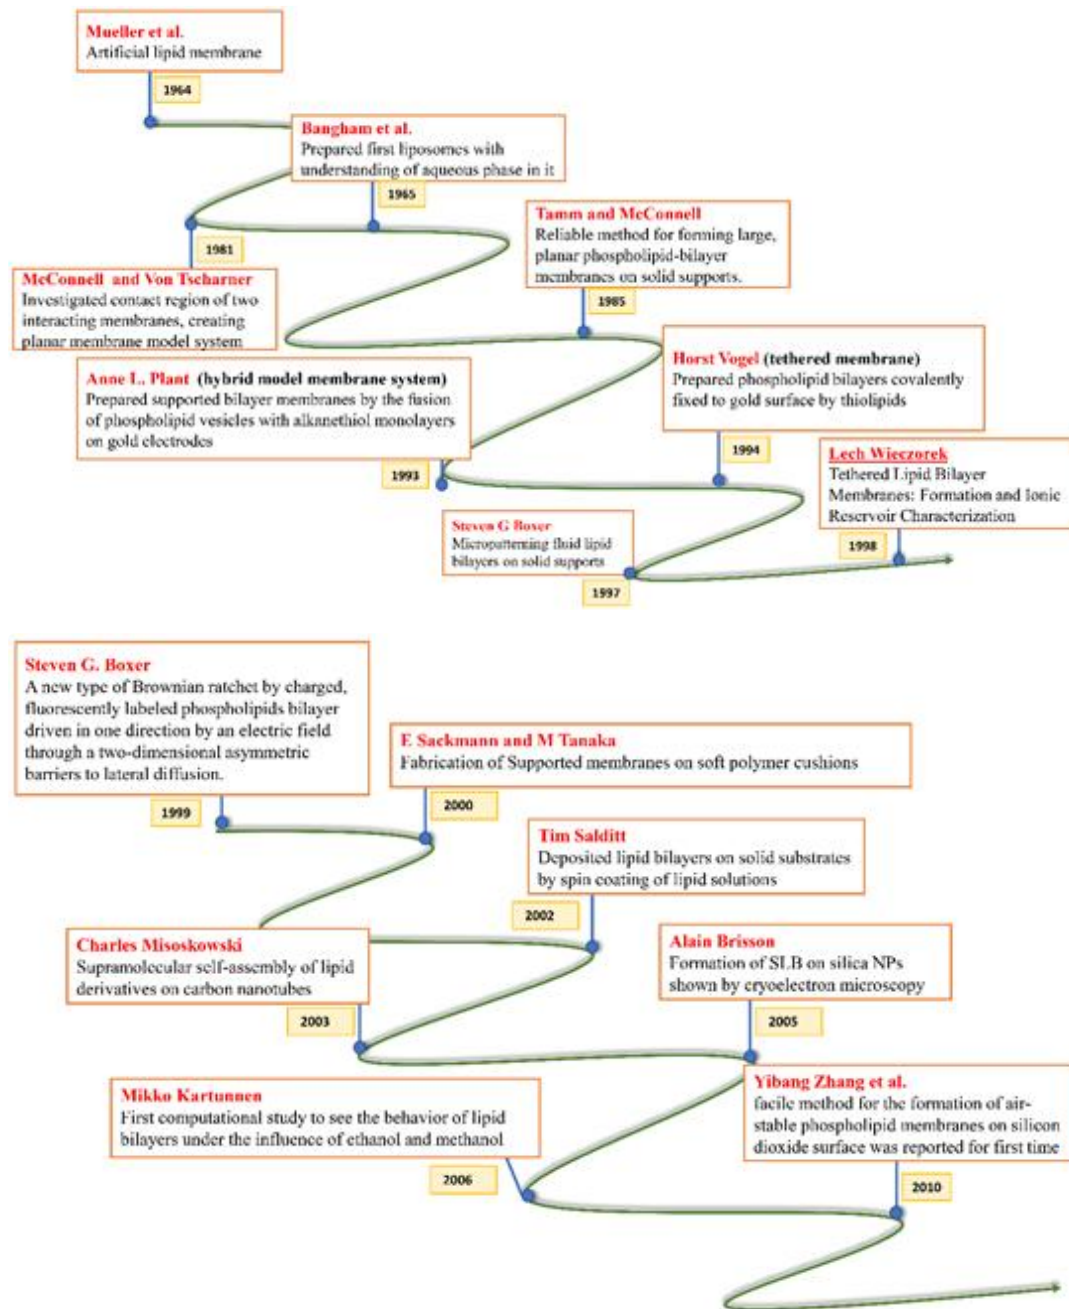 Mueller et al.
Artificial lipid membrane
1964
Bangham et al.
Prepared first liposomes with
understanding of aqueous phase in it
1965
1981
McConnell and Von Tscharner
Investigated contact region of two
interacting membranes, creating
planar membrane model system
Tamm and McConnell
Reliable method for forming large,
planar phospholipid-bilayer
membranes on solid supports.
1985
Anne L. Plant (hybrid model membrane system)
Prepared supported bilayer membranes by the fusion
of phospholipid vesicles with alkanethiol monolayers
on gold electrodes
1993
Horst Vogel (tethered membrane)
Prepared phospholipid bilayers covalently
fixed to gold surface by thiolipids
1994
Steven G Boxer
Micropatterning fluid lipid
bilayers on solid supports
1997
Lech Wieczorek
Tethered Lipid Bilayer
Membranes: Formation and Ionic
Reservoir Characterization
1998
Steven G. Boxer
A new type of Brownian ratchet by charged,
fluorescently labeled phospholipids bilayer
driven in one direction by an electric field
through a two-dimensional asymmetric
barriers to lateral diffusion.
1999
E Sackmann and M Tanaka
Fabrication of Supported membranes on soft polymer cushions
2000
Tim Salditt
Deposited lipid bilayers on solid substrates
by spin coating of lipid solutions
2002
Charles Misoskowski
Supramolecular self-assembly of lipid
derivatives on carbon nanotubes
2003
Alain Brisson
Formation of SLB on silica NPs
shown by cryoelectron microscopy
2005
Mikko Kartunnen
First computational study to see the behavior of lipid
bilayers under the influence of ethanol and methanol
2006
Yibang Zhang et al.
facile method for the formation of air-
stable phospholipid membranes on silicon
dioxide surface was reported for first time
2010